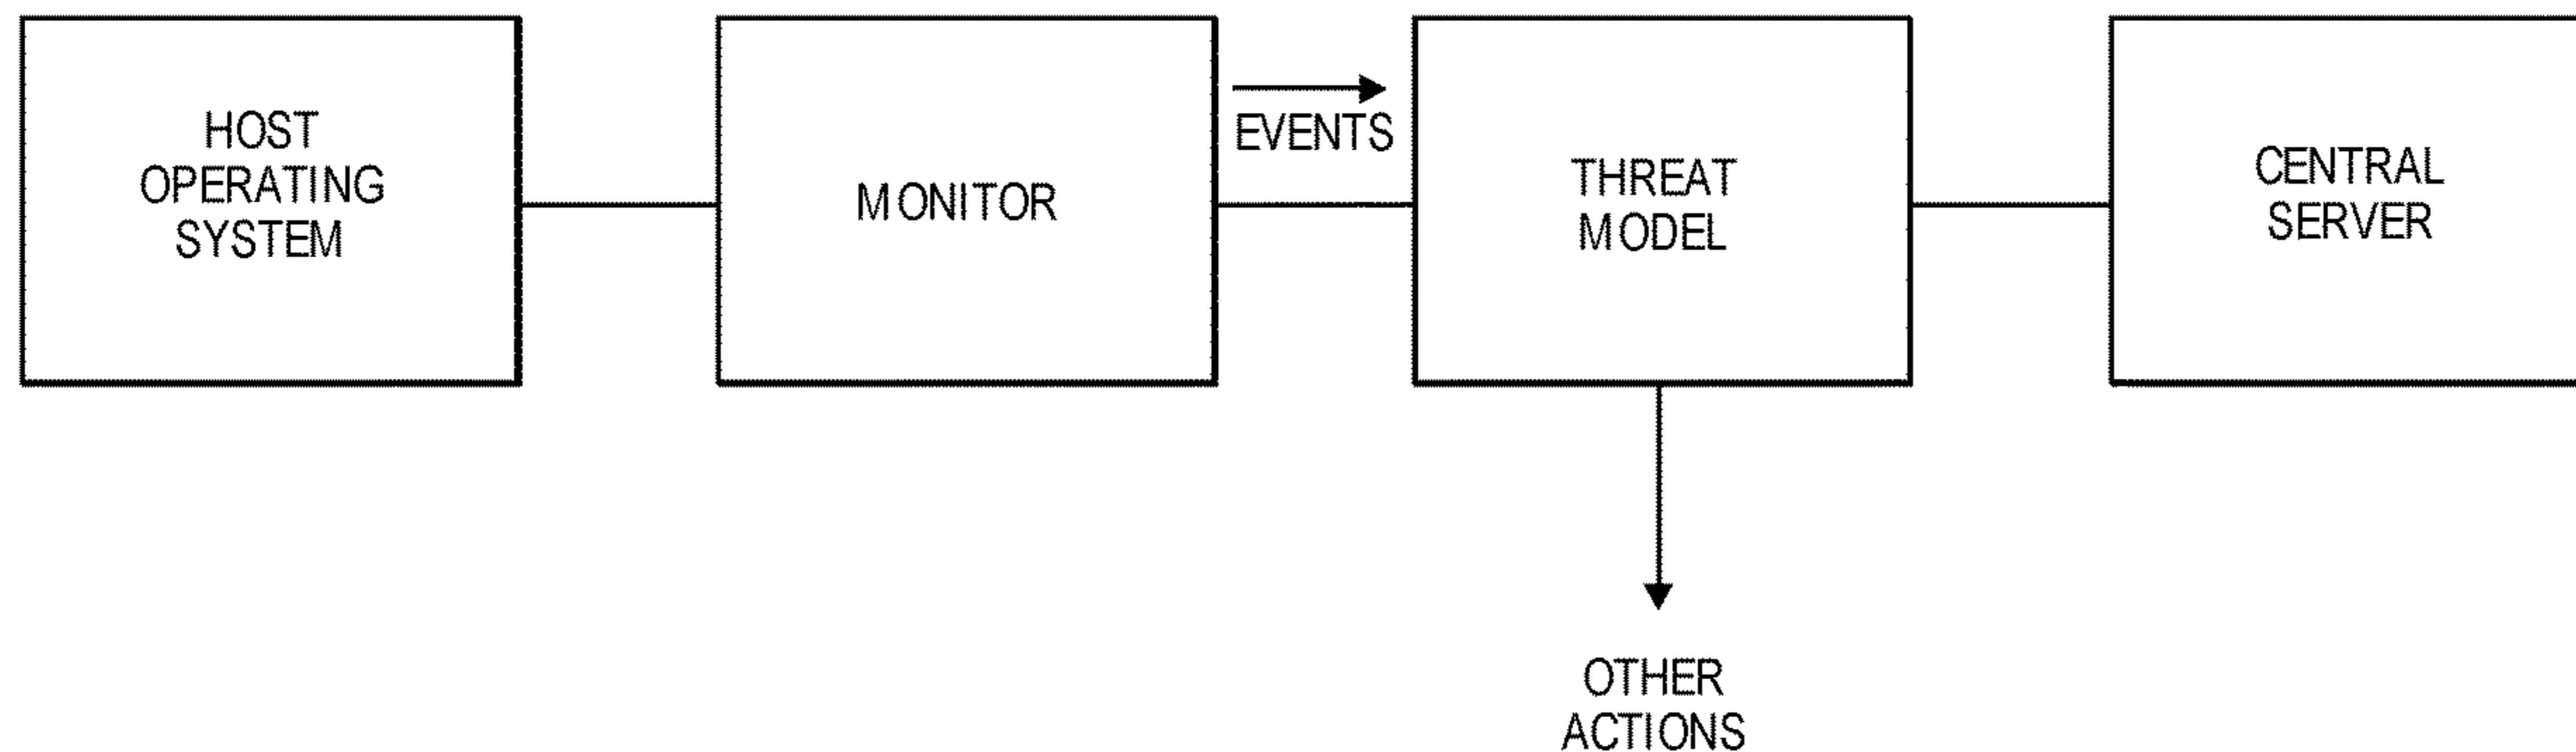 HOST
OPERATING
SYSTEM
MONITOR
EVENTS
THREAT
MODEL
CENTRAL
SERVER
OTHER
ACTIONS